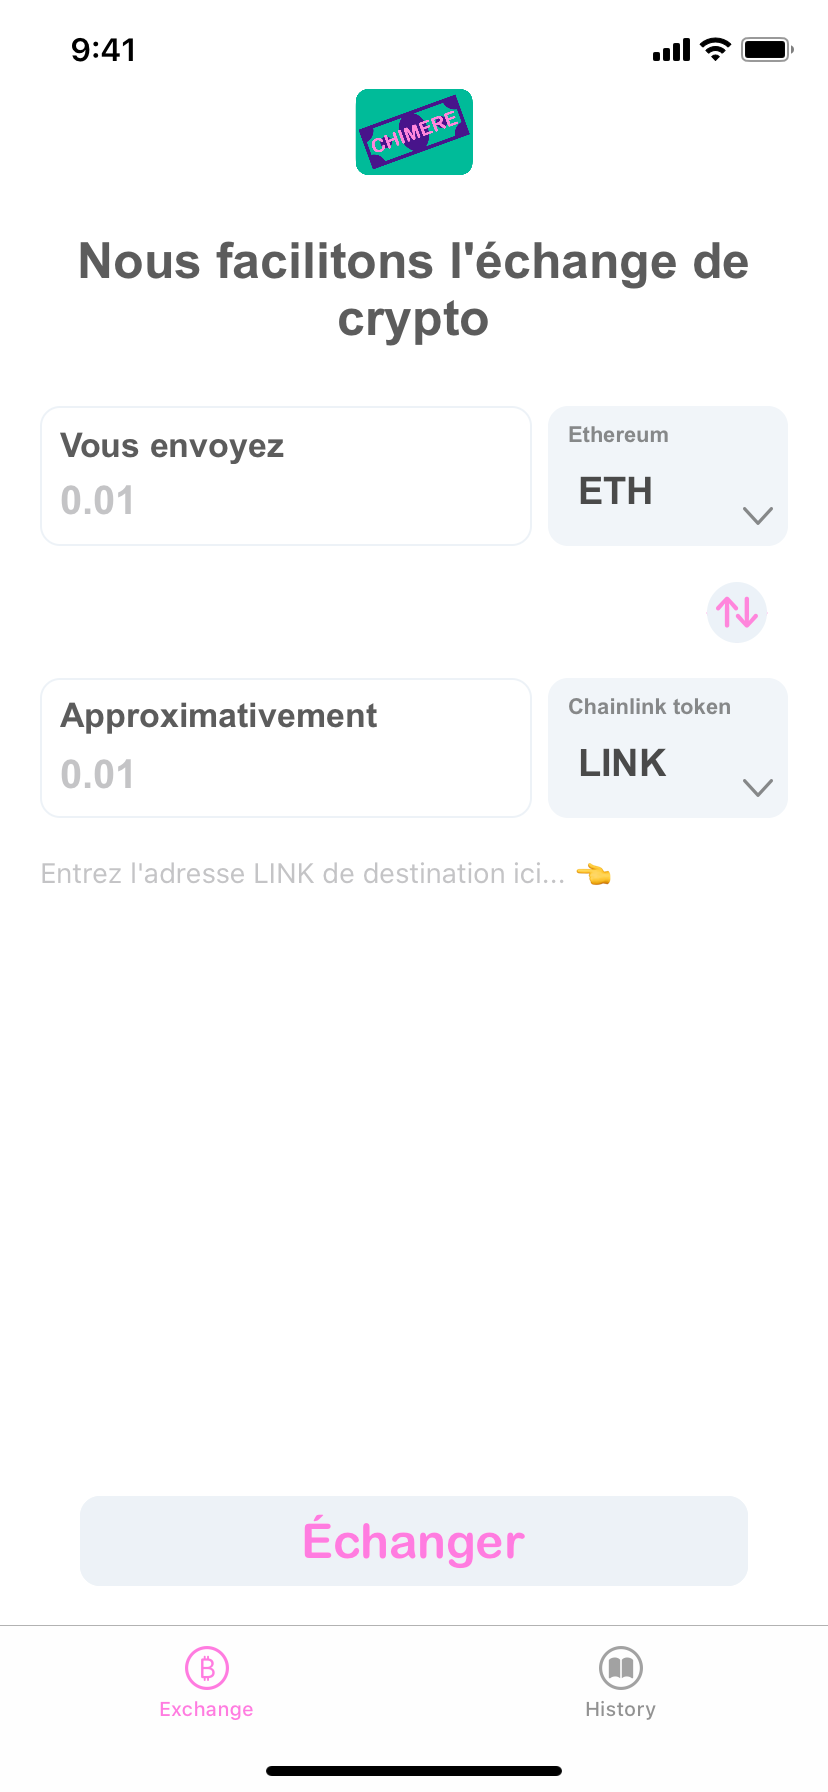 9:41
CHIMERE
Nous facilitons l'échange de
crypto
Vous envoyez
0.01
Ethereum
ETH
Approximativement
0.01
Chainlink token
LINK
Entrez l'adresse LINK de destination ici... 👈
Échanger
Exchange
History